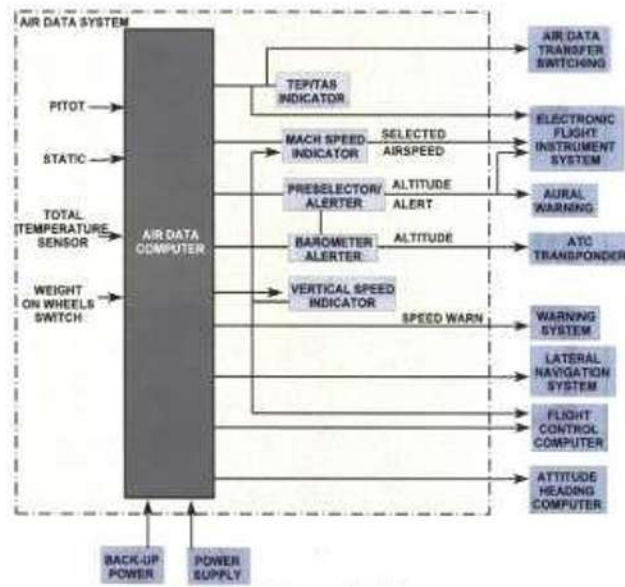 AIR DATA SYSTEM
PITOT
STATIC
TOTAL
TEMPERATURE
SENSOR
WEIGHT
ON WHEELS
SWITCH
AIR DATA
COMPUTER
TEP/TAS
INDICATOR
MACH SPEED
INDICATOR
SELECTED
AIRSPEED
PRESELECTOR/
ALERTER
ALTITUDE
ALERT
BAROMETER
ALERTER
ALTITUDE
VERTICAL SPEED
INDICATOR
SPEED WARN
AIR DATA
TRANSFER
SWITCHING
ELECTRONIC
FLIGHT
INSTRUMENT
SYSTEM
AURAL
WARNING
ATC
TRANSPONDER
WARNING
SYSTEM
LATERAL
NAVIGATION
SYSTEM
FLIGHT
CONTROL
COMPUTER
ATTITUDE
HEADING
COMPUTER
BACK-UP
POWER
POWER
SUPPLY